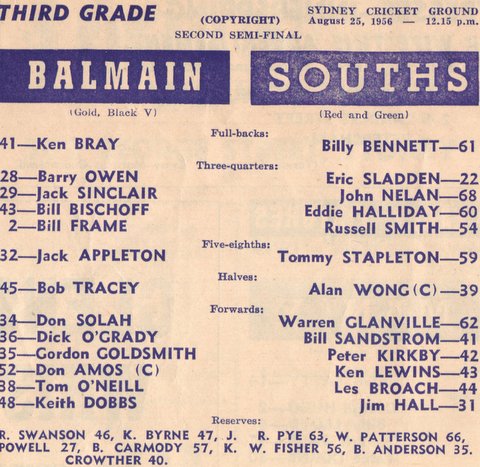 THIRD GRADE
(COPYRIGHT)
SYDNEY CRICKET GROUND
August 25, 1956 — 12.15 p.m.
SECOND SEMI-FINAL
BALMAIN SOUTHS
(Gold, Black V) (Red and Green)
Full-backs:
41—Ken BRAY Billy BENNETT—61
Three-quarters:
28—Barry OWEN Eric SLADDEN—22
29—Jack SINCLAIR John NELAN—68
43—Bill BISCHOFF Eddie HALLIDAY—60
2—Bill FRAME Russell SMITH—54
Five-eighths:
32—Jack APPLETON Tommy STAPLETON—59
Halves:
45—Bob TRACEY Alan WONG (C)—39
Forwards:
34—Don SOLAH Warren GLANVILLE—62
36—Dick O'GRADY Bill SANDSTROM—41
35—Gordon GOLDSMITH Peter KIRKBY—42
52—Don AMOS (C) Ken LEWINS—43
38—Tom O'NEILL Les BROACH—44
48—Keith DOBBS Jim HALL—31
Reserves:
R. SWANSON 46, K. BYRNE 47, J. R. PYE 63, W. PATTERSON 66,
POWELL 27, B. CARMODY 57, K. W. FISHER 56, B. ANDERSON 35.
CROWTHER 40.